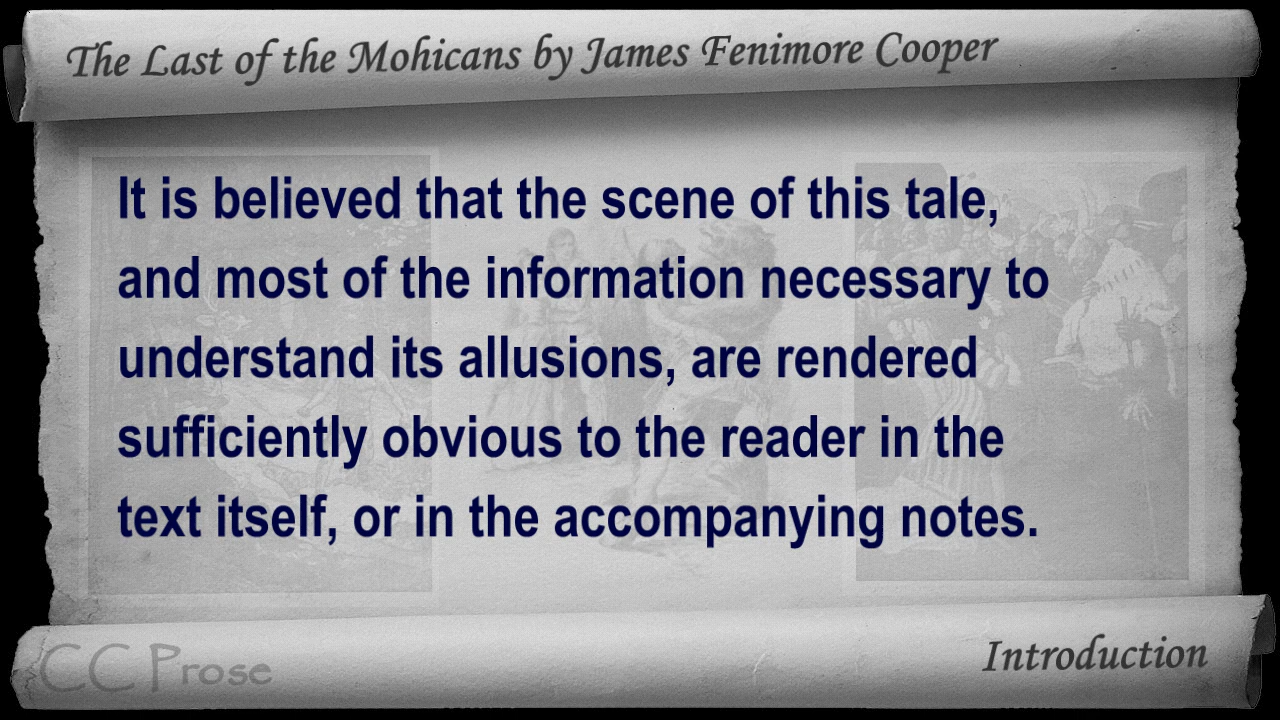 The Last of the Mohicans by James Fenimore Cooper
It is believed that the scene of this tale,
and most of the information necessary to
understand its allusions, are rendered
sufficiently obvious to the reader in the
text itself, or in the accompanying notes.
CC Prose
Introduction